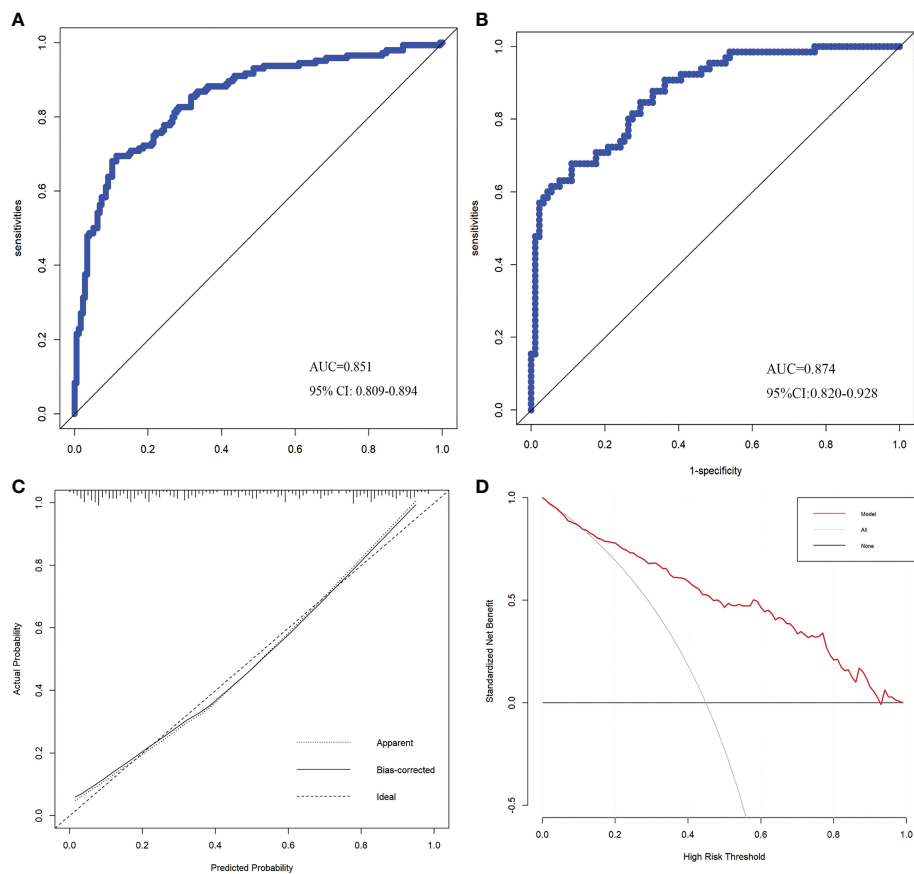 A
1.0
0.8
0.6
0.4
0.2
0.0
sensitivities
AUC=0.851
95% CI: 0.809-0.894
0.0 0.2 0.4 0.6 0.8 1.0
B
1.0
0.8
0.6
0.4
0.2
0.0
sensitivities
AUC=0.874
95%CI:0.820-0.928
0.0 0.2 0.4 0.6 0.8 1.0
1-specificity
C
1.0
0.8
0.6
0.4
0.2
0.0
Actual Probability
Apparent
Bias-corrected
Ideal
0.0 0.2 0.4 0.6 0.8 1.0
Predicted Probability
D
1.0
0.5
0.0
-0.5
Standardized Net Benefit
Model
All
None
0.0 0.2 0.4 0.6 0.8 1.0
High Risk Threshold